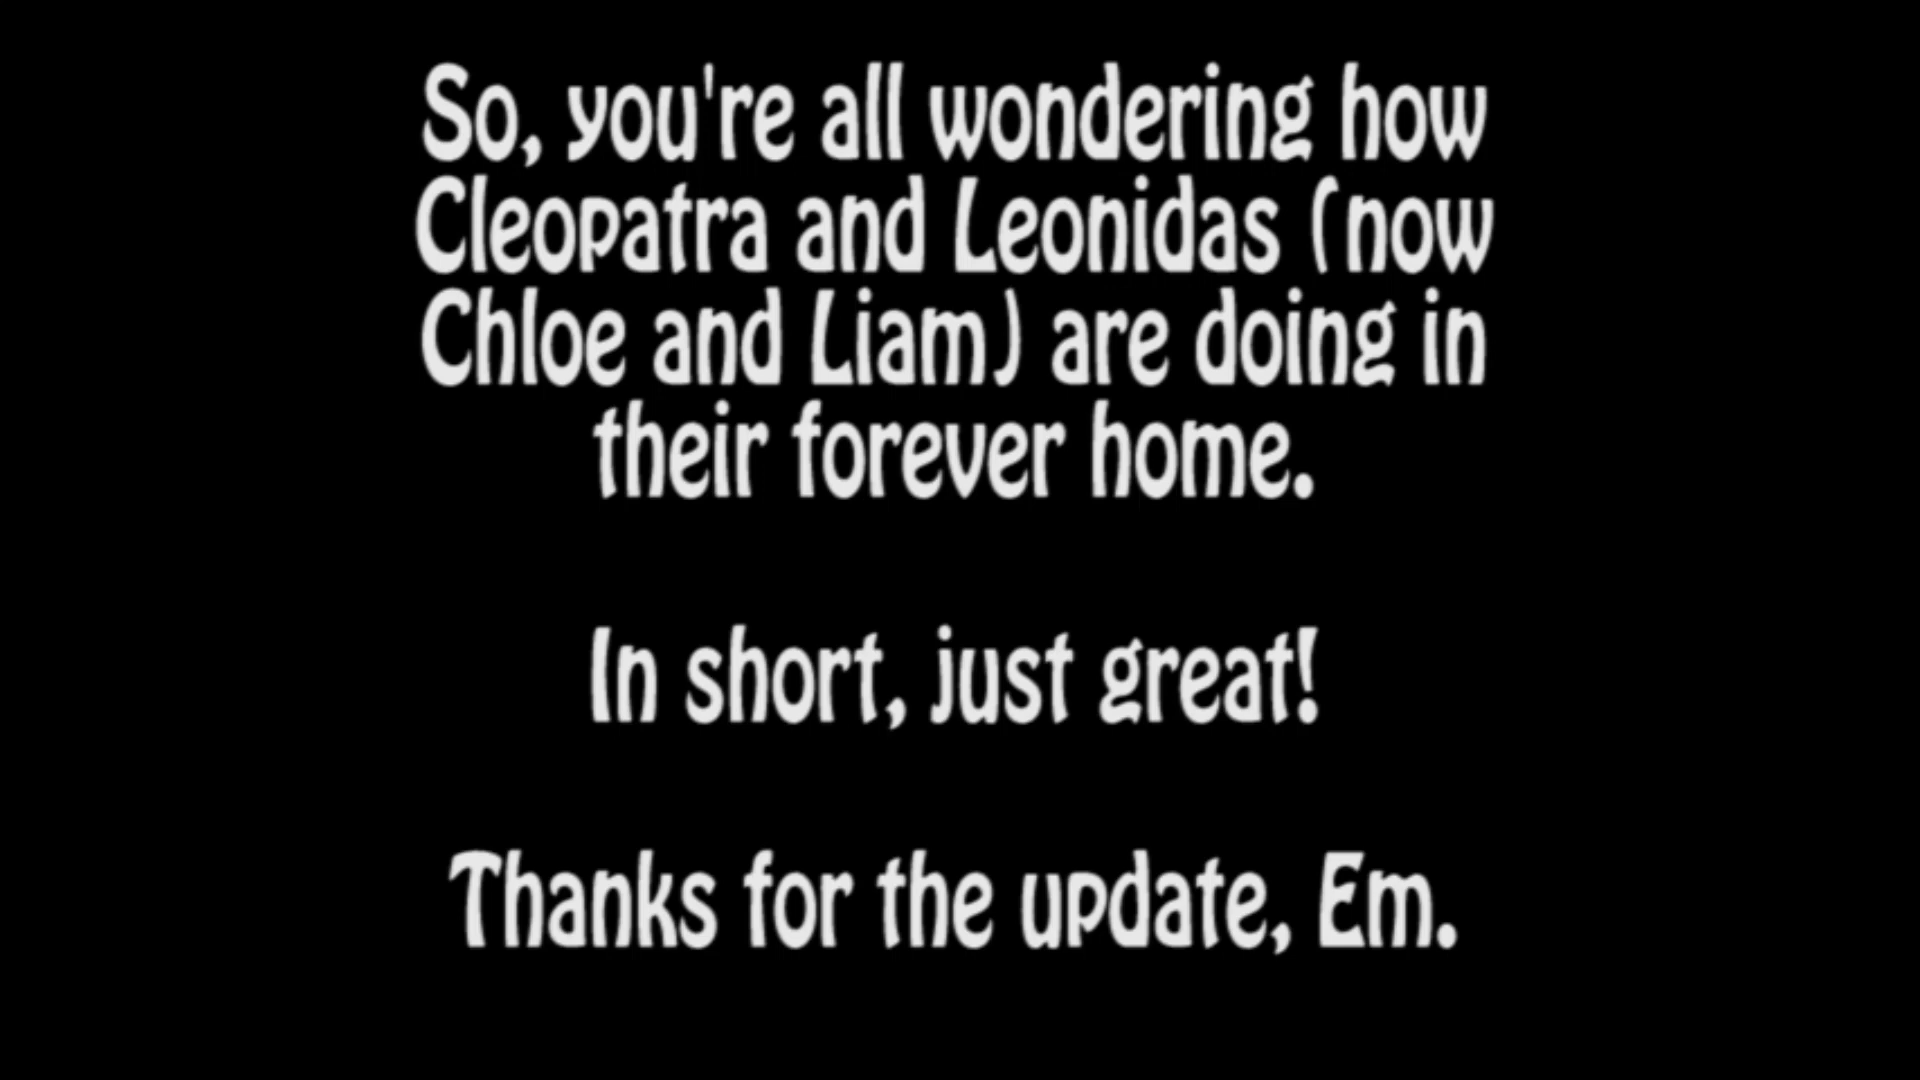 So, you're all wondering how
Cleopatra and Leonidas (now
Chloe and Liam) are doing in
their forever home.
In short, just great!
Thanks for the update, Em.